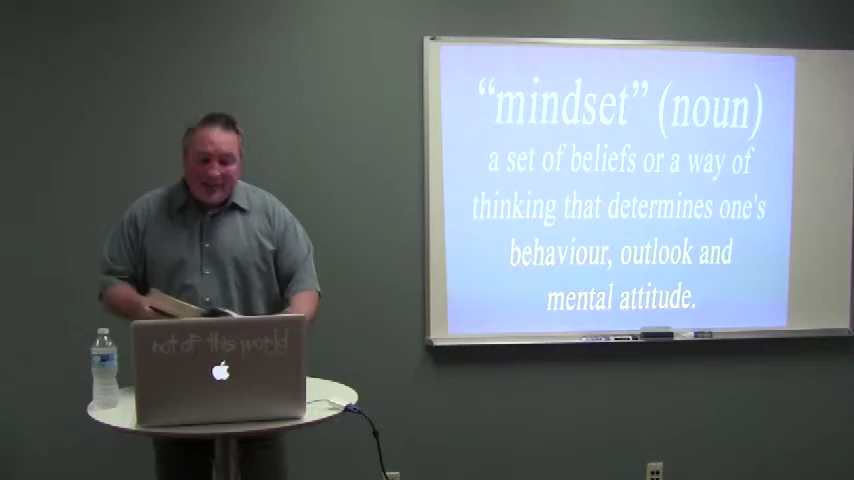 “mindset” (noun)
a set of beliefs or a way of
thinking that determines one's
behaviour, outlook and
mental attitude.
not of this world